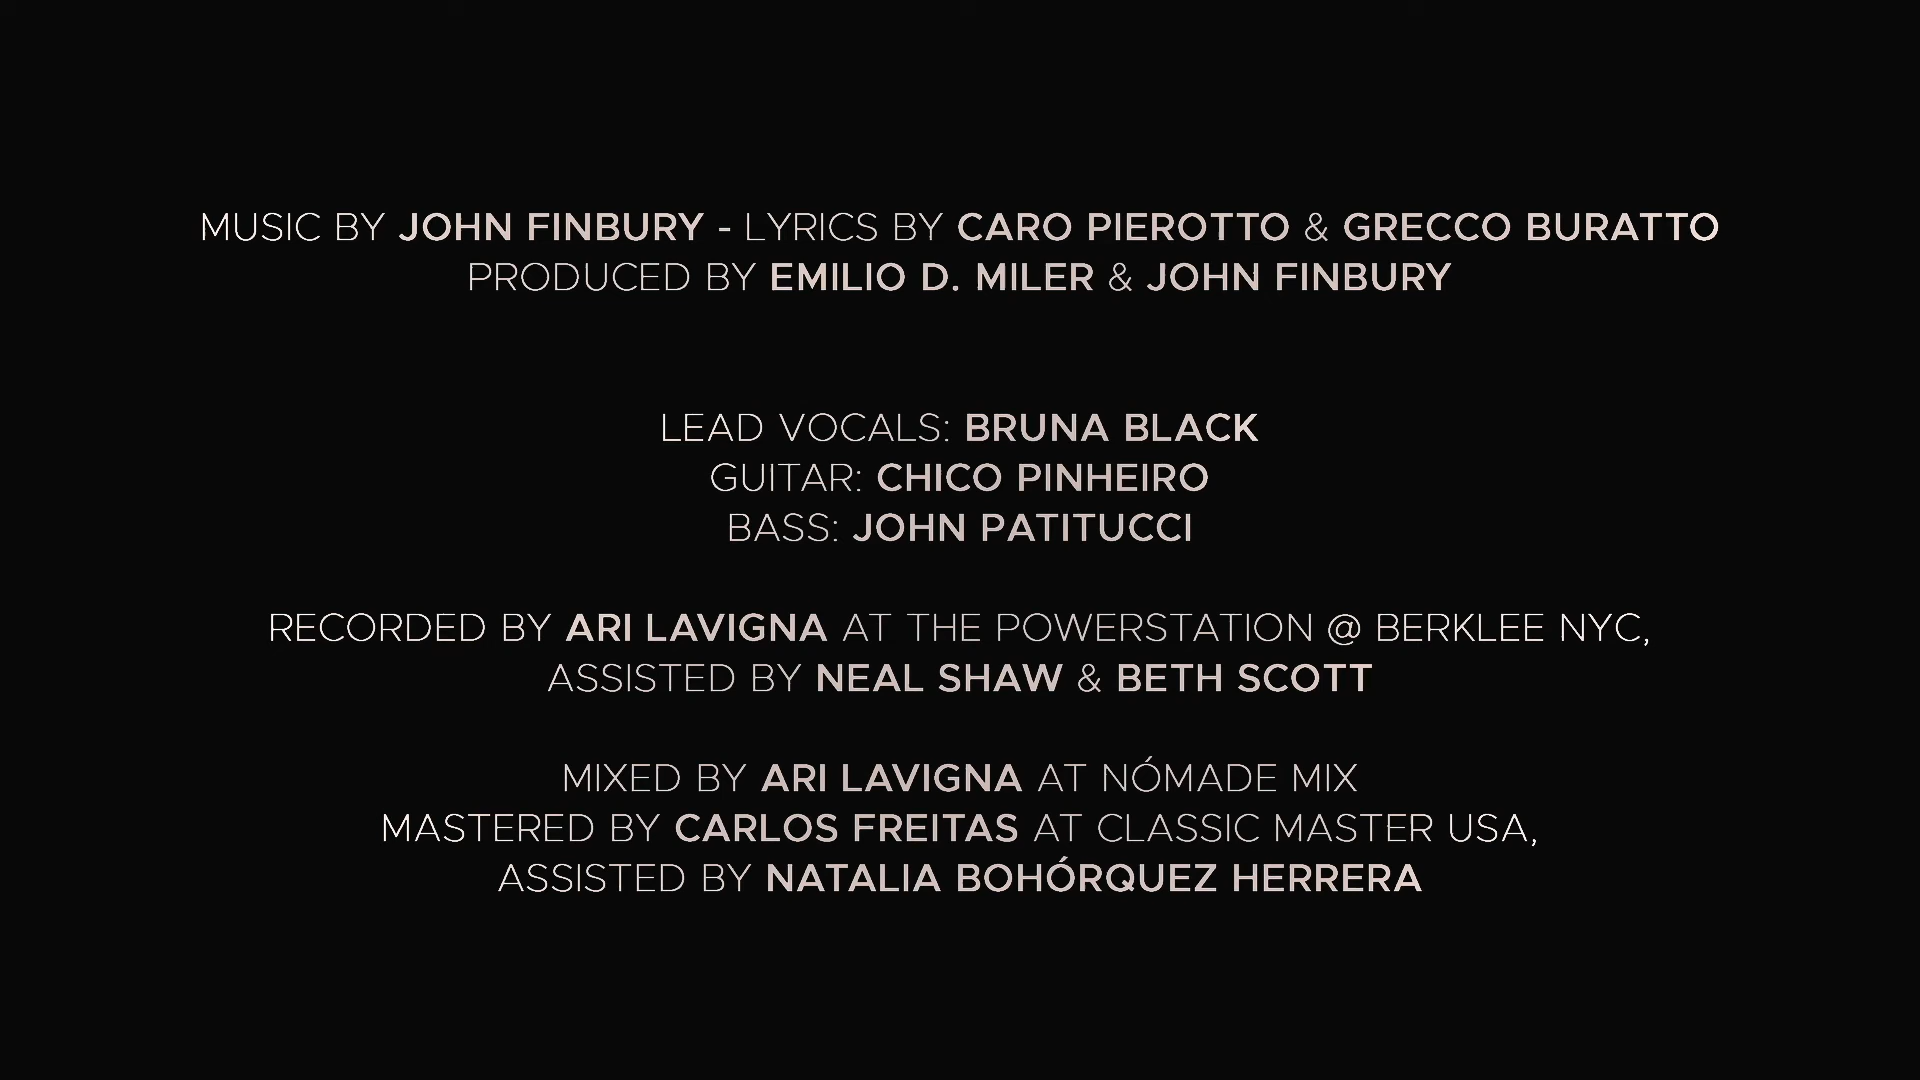 MUSIC BY JOHN FINBURY - LYRICS BY CARO PIEROTTO & GRECCO BURATTO
PRODUCED BY EMILIO D. MILER & JOHN FINBURY
LEAD VOCALS: BRUNA BLACK
GUITAR: CHICO PINHEIRO
BASS: JOHN PATITUCCI
RECORDED BY ARI LAVIGNA AT THE POWERSTATION @ BERKLEE NYC,
ASSISTED BY NEAL SHAW & BETH SCOTT
MIXED BY ARI LAVIGNA AT NÓMADE MIX
MASTERED BY CARLOS FREITAS AT CLASSIC MASTER USA,
ASSISTED BY NATALIA BOHÓRQUEZ HERRERA